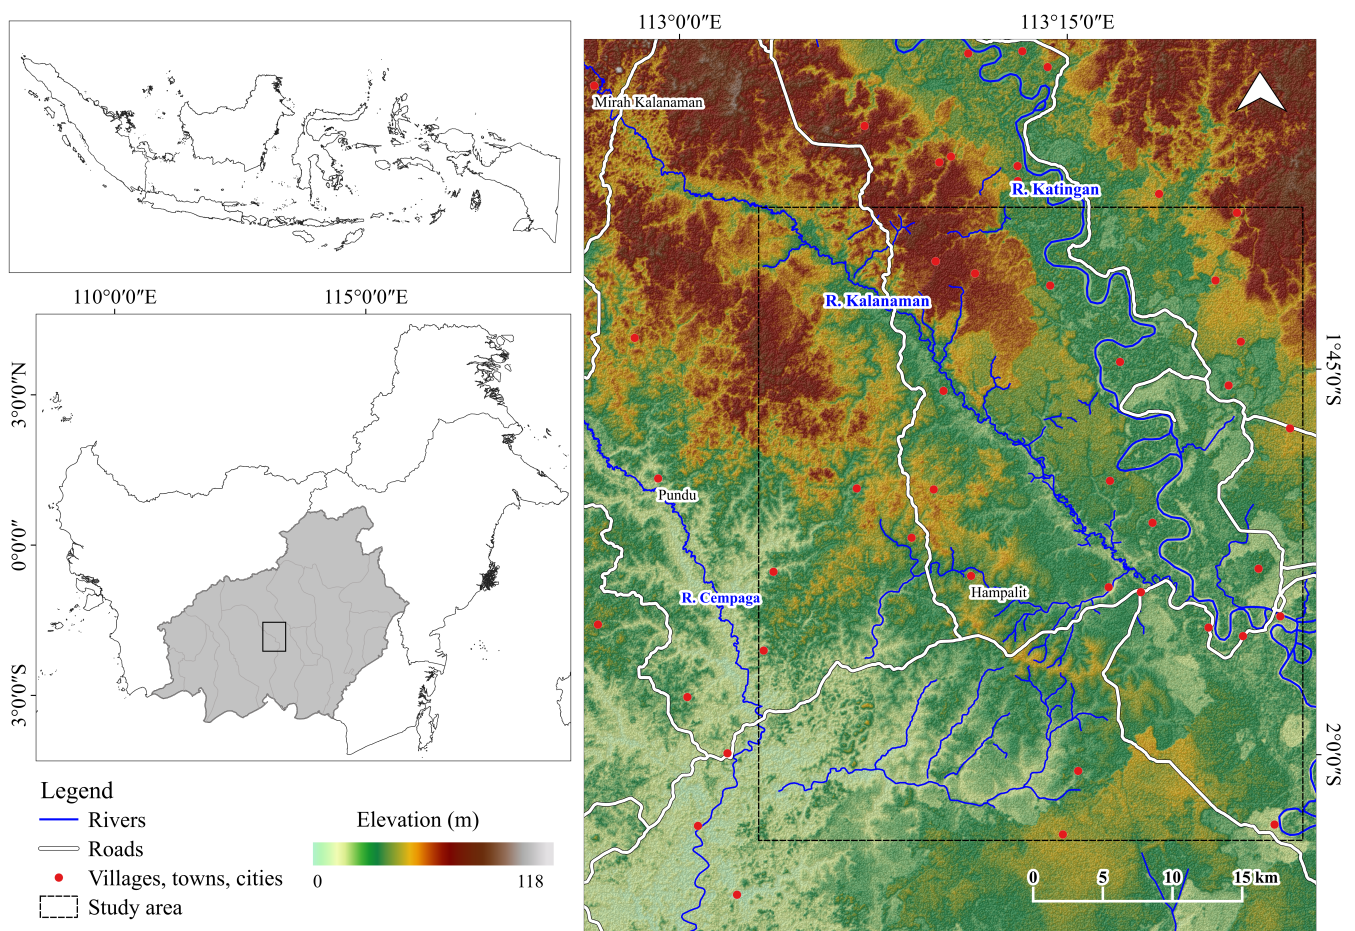 113°0′0″E
113°15′0″E
Mirah Kalanaman
R. Katingan
R. Kalanaman
110°0′0″E
115°0′0″E
3°0′0″N
0°0′0″
3°0′0″S
1°45′0″S
2°0′0″S
Pundu
R. Cempaga
Hampalit
Legend
Rivers
Roads
Villages, towns, cities
Study area
Elevation (m)
0
118
0
5
10
15 km